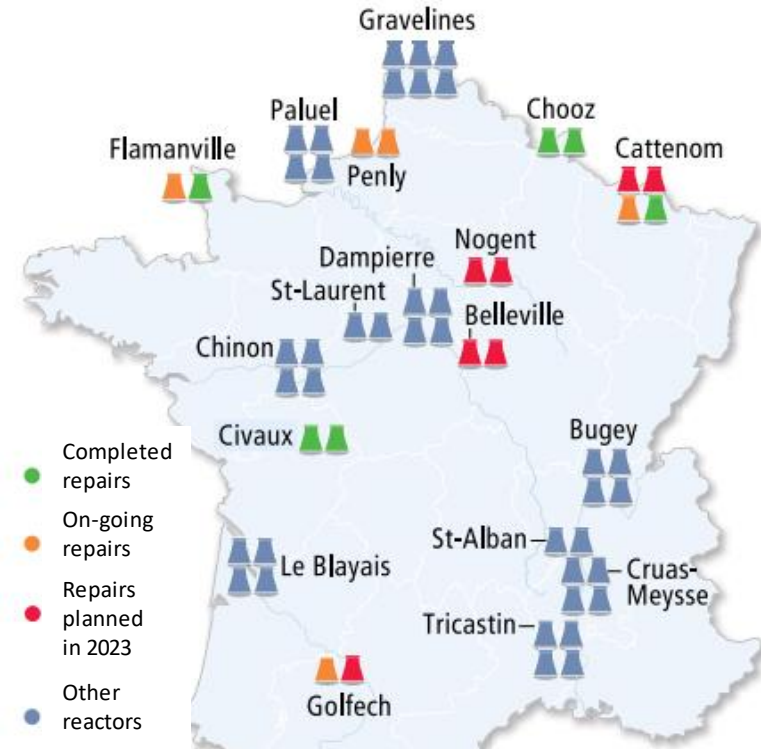 Gravelines
Paluel
Chooz
Flamanville
Cattenom
Penly
Nogent
Dampierre
St-Laurent
Belleville
Chinon
Civaux
Bugey
Completed
repairs
On-going
repairs
St-Alban
Le Blayais
Cruas-
Meysse
Repairs
planned
in 2023
Tricastin
Golfech
Other
reactors